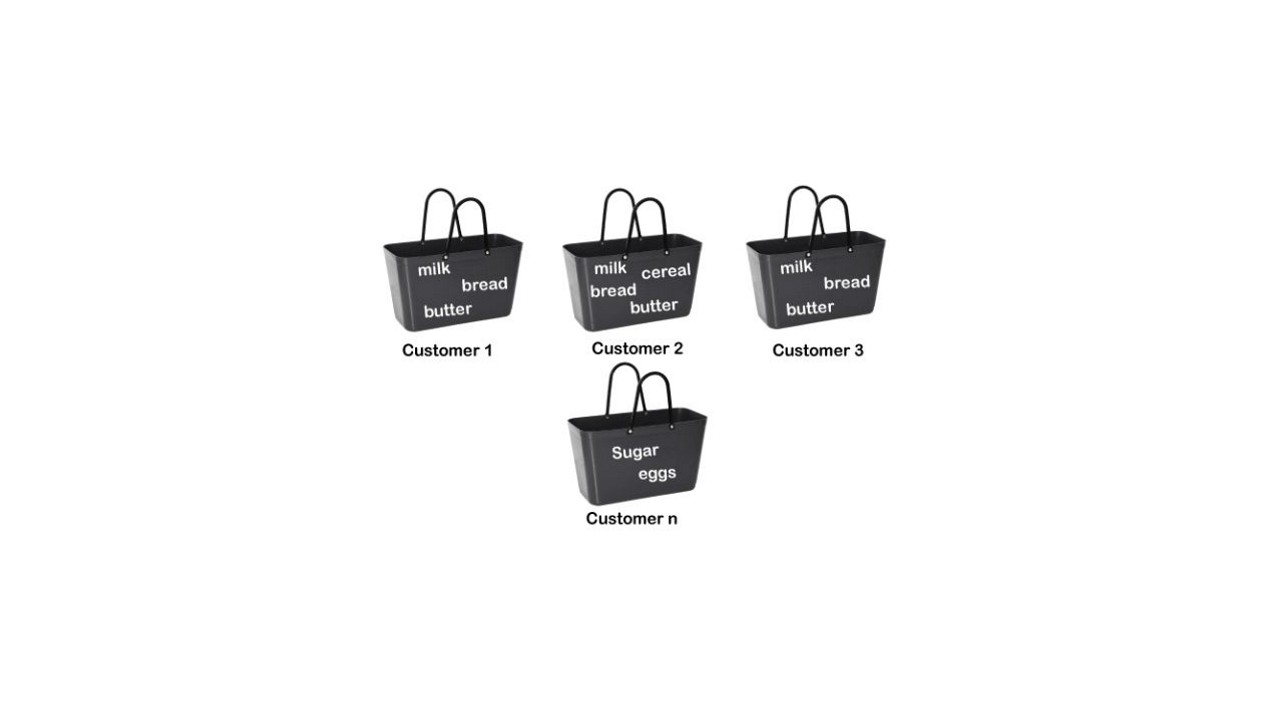 milk
bread
butter
Customer 1
milk cereal
bread
butter
Customer 2
milk
bread
butter
Customer 3
Sugar
eggs
Customer n